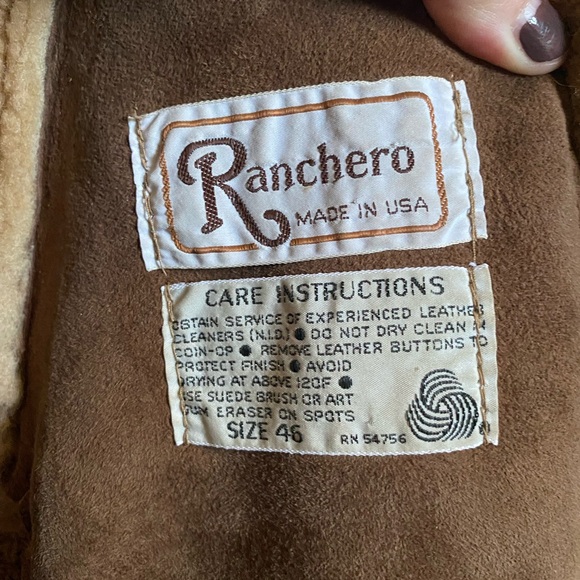 Ranchero
MADE IN USA
CARE INSTRUCTIONS
OBTAIN SERVICE OF EXPERIENCED LEATHER
CLEANERS (N.I.D.) ● DO NOT DRY CLEAN IN
COIN-OP ● REMOVE LEATHER BUTTONS TO
PROTECT FINISH ● AVOID
DRYING AT ABOVE 120F ●
USE SUEDE BRUSH OR ART
GUM ERASER ON SPOTS
SIZE 46 RN 54756